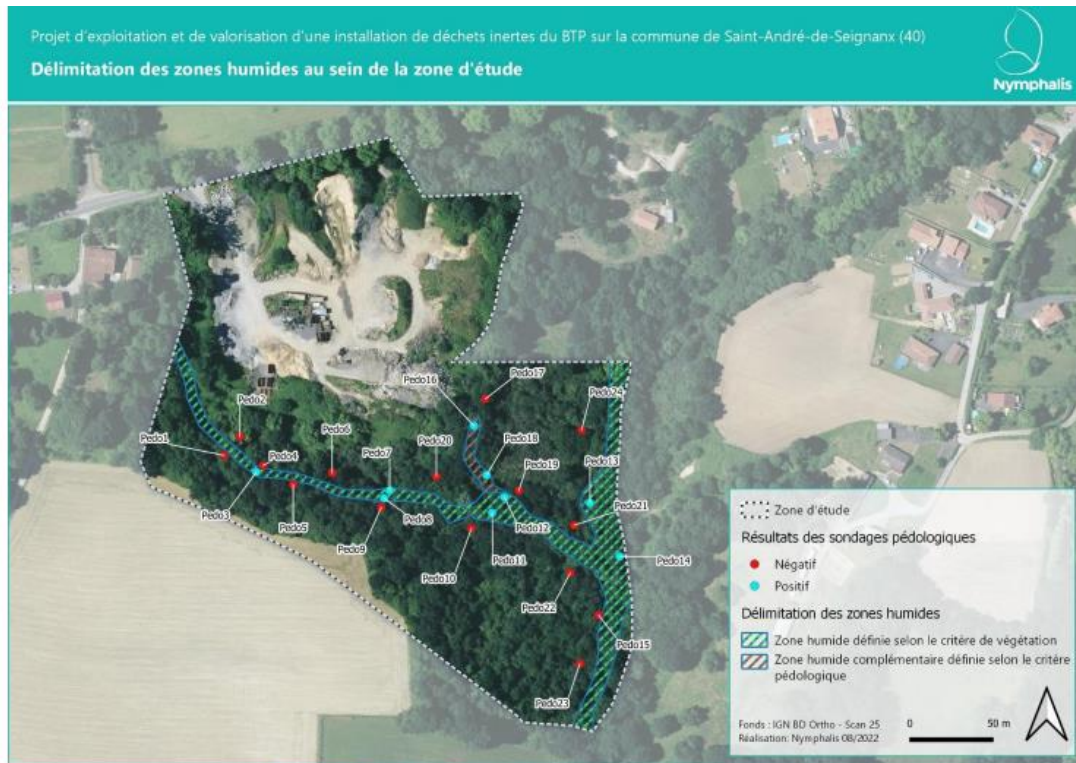 Projet d'exploitation et de valorisation d'une installation de déchets inertes du BTP sur la commune de Saint-André-de-Seignanx (40)
Délimitation des zones humides au sein de la zone d'étude
Nymphalis
Pedo17
Pedo16
Pedo24
Pedo2
Pedo1
Pedo6
Pedo7
Pedo20
Pedo18
Pedo4
Pedo19
Pedo13
Pedo3
Pedo5
Pedo8
Pedo12
Pedo21
Pedo9
Pedo10
Pedo11
Pedo14
Pedo22
Pedo15
Pedo23
Zone d'étude
Résultats des sondages pédologiques
Négatif
Positif
Délimitation des zones humides
Zone humide définie selon le critère de végétation
Zone humide complémentaire définie selon le critère
pédologique
Fonds : IGN BD Ortho - Scan 25
Réalisation: Nymphalis 08/2022
0 50 m